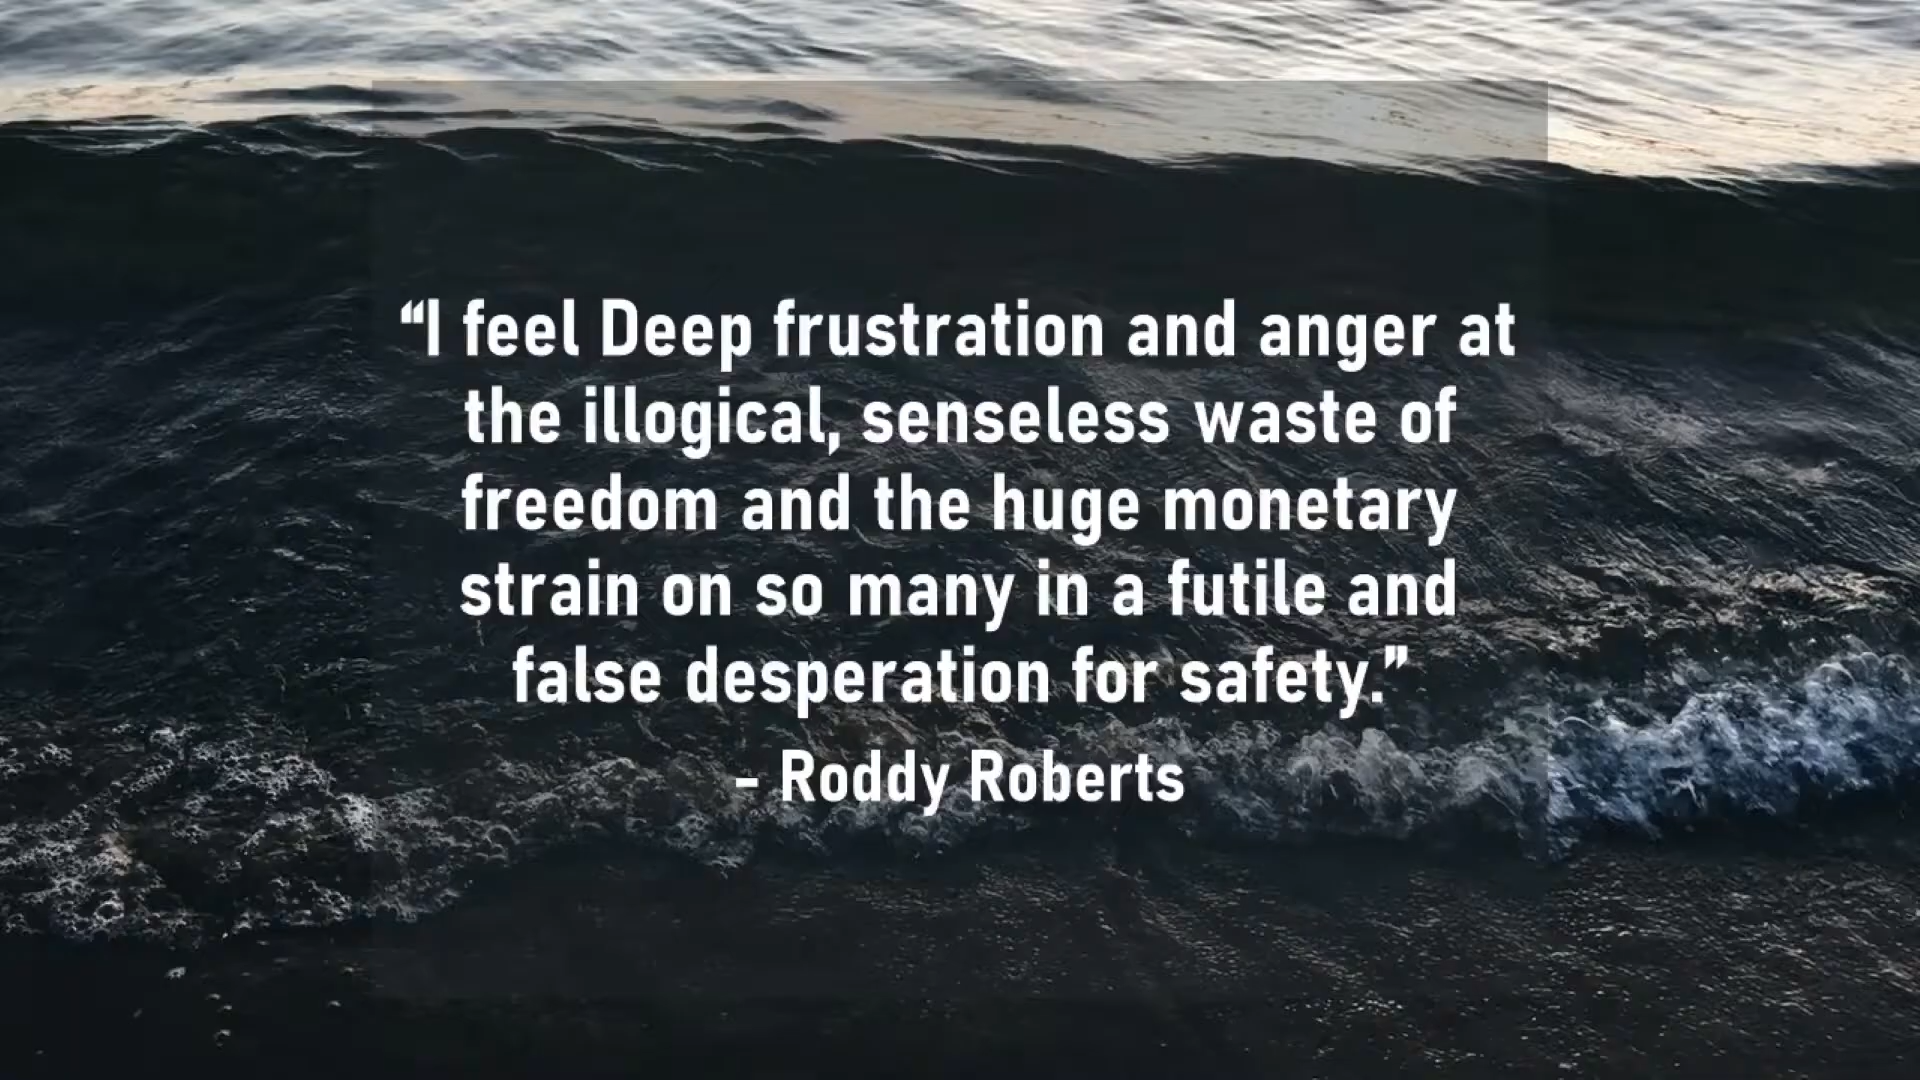 “I feel Deep frustration and anger at
the illogical, senseless waste of
freedom and the huge monetary
strain on so many in a futile and
false desperation for safety.”
- Roddy Roberts